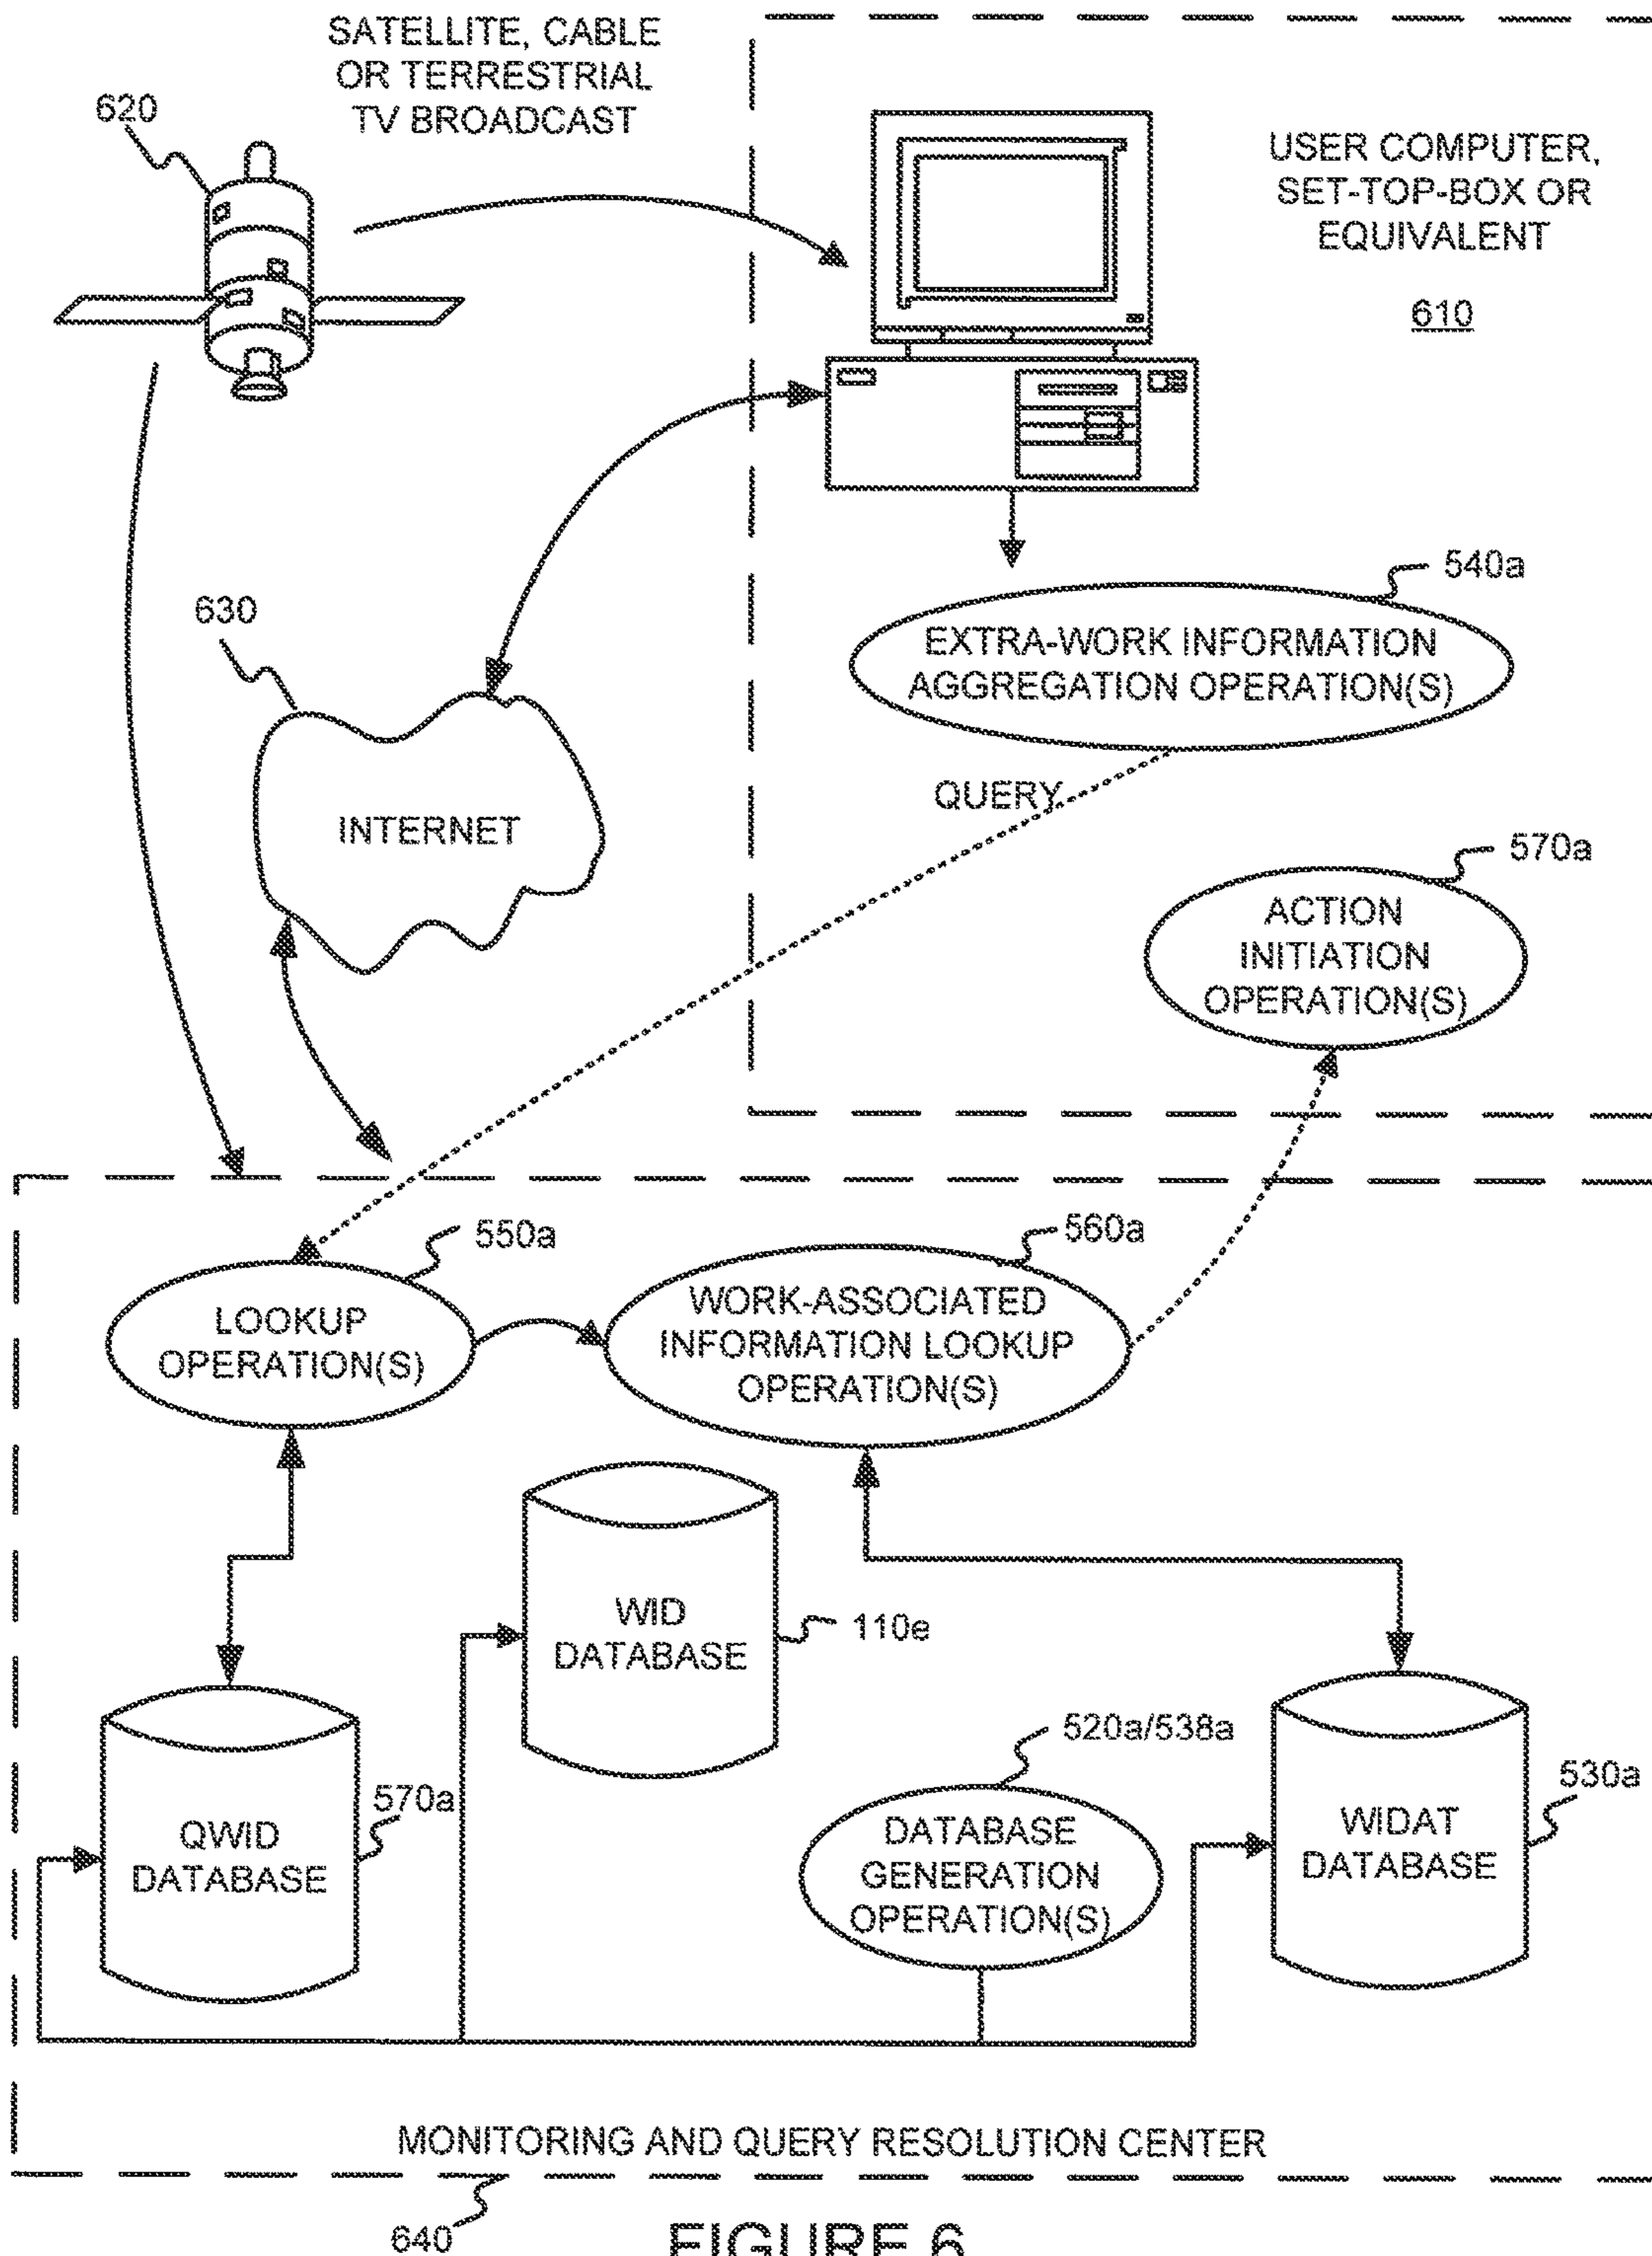 SATELLITE, CABLE
OR TERRESTRIAL
TV BROADCAST
620
USER COMPUTER,
SET-TOP-BOX OR
EQUIVALENT
610
540a
EXTRA-WORK INFORMATION
AGGREGATION OPERATION(S)
630
INTERNET
QUERY
570a
ACTION
INITIATION
OPERATION(S)
550a
LOOKUP
OPERATION(S)
560a
WORK-ASSOCIATED
INFORMATION LOOKUP
OPERATION(S)
WID
DATABASE
110e
520a/538a
DATABASE
GENERATION
OPERATION(S)
530a
WIDAT
DATABASE
570a
QWID
DATABASE
MONITORING AND QUERY RESOLUTION CENTER
640
FIGURE 6